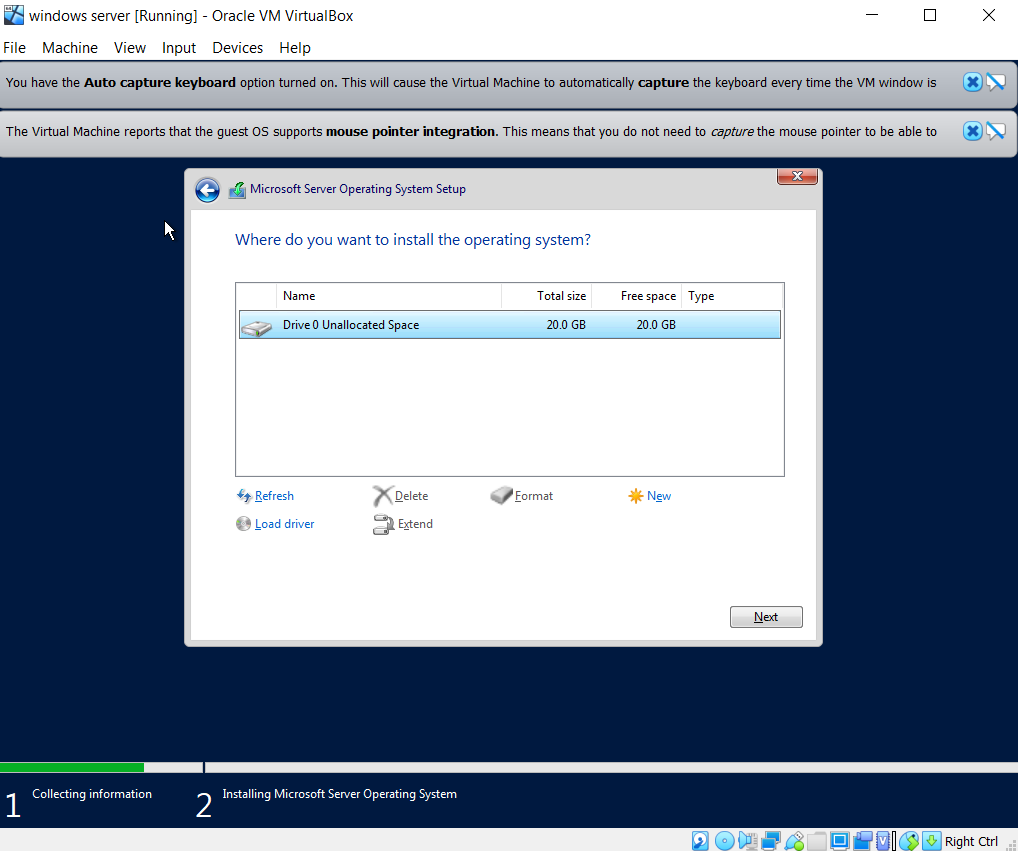 windows server [Running] - Oracle VM VirtualBox
File Machine View Input Devices Help
You have the Auto capture keyboard option turned on. This will cause the Virtual Machine to automatically capture the keyboard every time the VM window is
The Virtual Machine reports that the guest OS supports mouse pointer integration. This means that you do not need to capture the mouse pointer to be able to
Microsoft Server Operating System Setup
Where do you want to install the operating system?
Name Total size Free space Type
Drive 0 Unallocated Space 20.0 GB 20.0 GB
Refresh Delete Format New
Load driver Extend
Next
1 Collecting information 2 Installing Microsoft Server Operating System
Right Ctrl